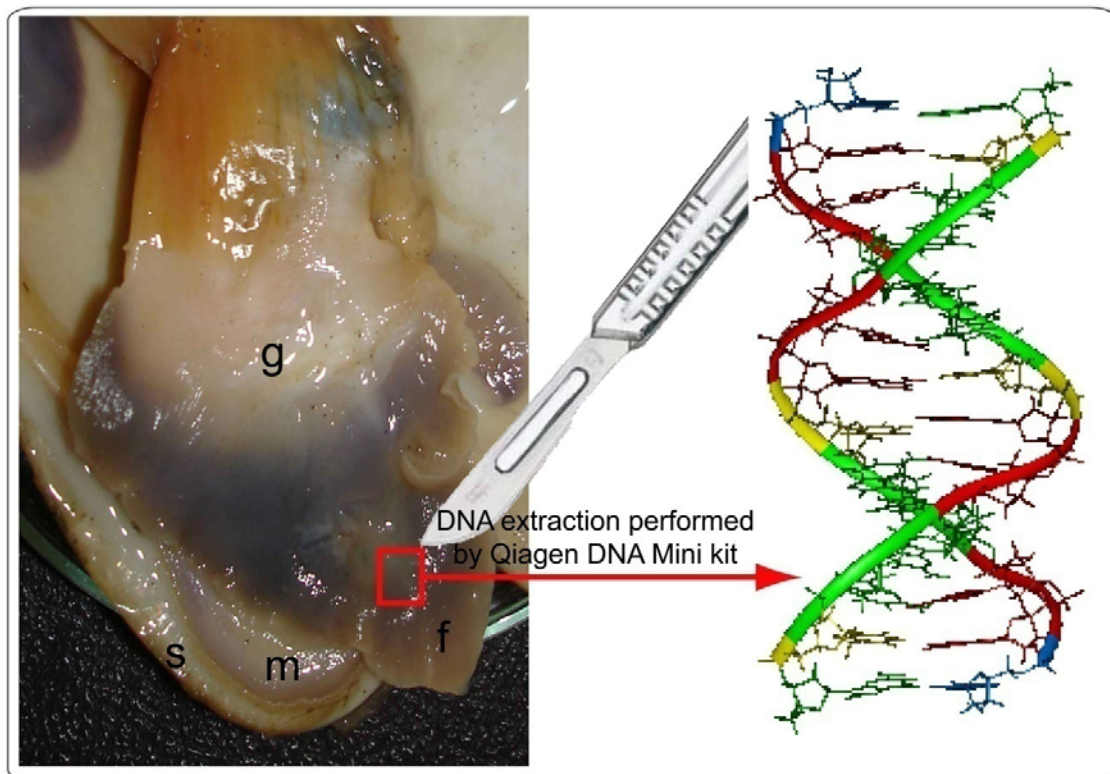 g
DNA extraction performed
by Qiagen DNA Mini kit
f
s
m